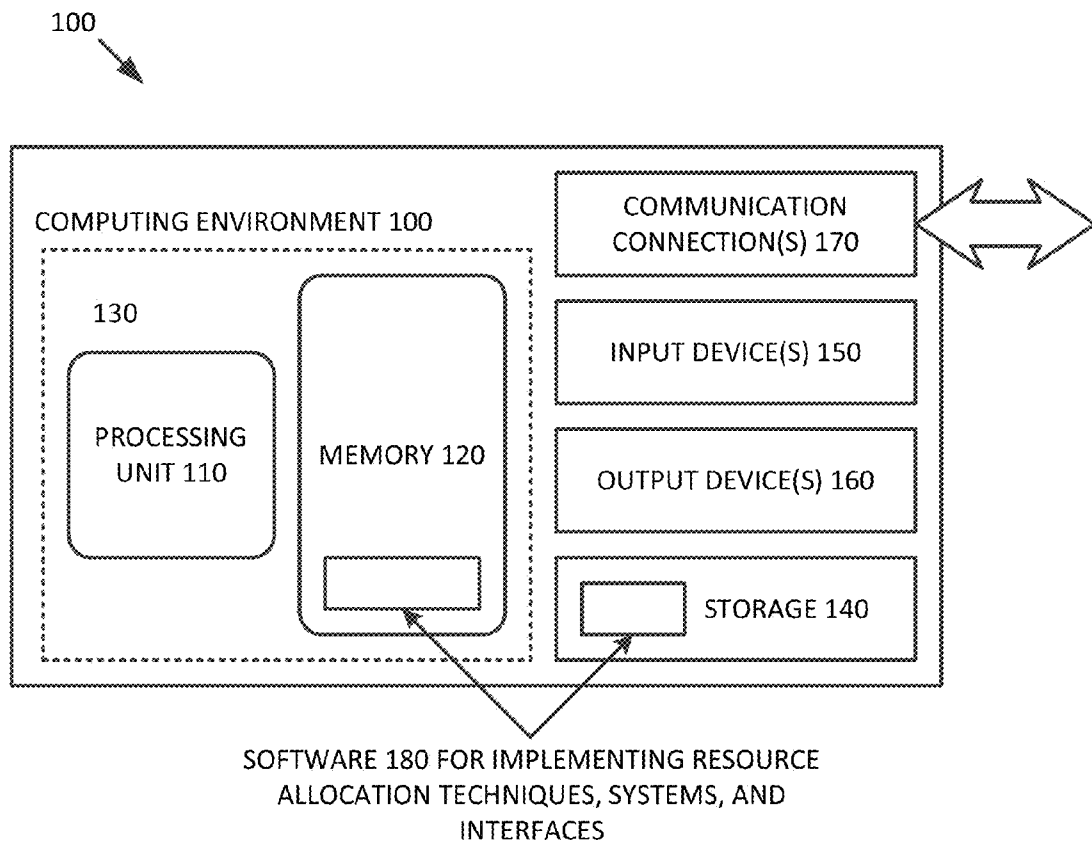 100
COMPUTING ENVIRONMENT 100
130
PROCESSING
UNIT 110
MEMORY 120
COMMUNICATION
CONNECTION(S) 170
INPUT DEVICE(S) 150
OUTPUT DEVICE(S) 160
STORAGE 140
SOFTWARE 180 FOR IMPLEMENTING RESOURCE
ALLOCATION TECHNIQUES, SYSTEMS, AND
INTERFACES